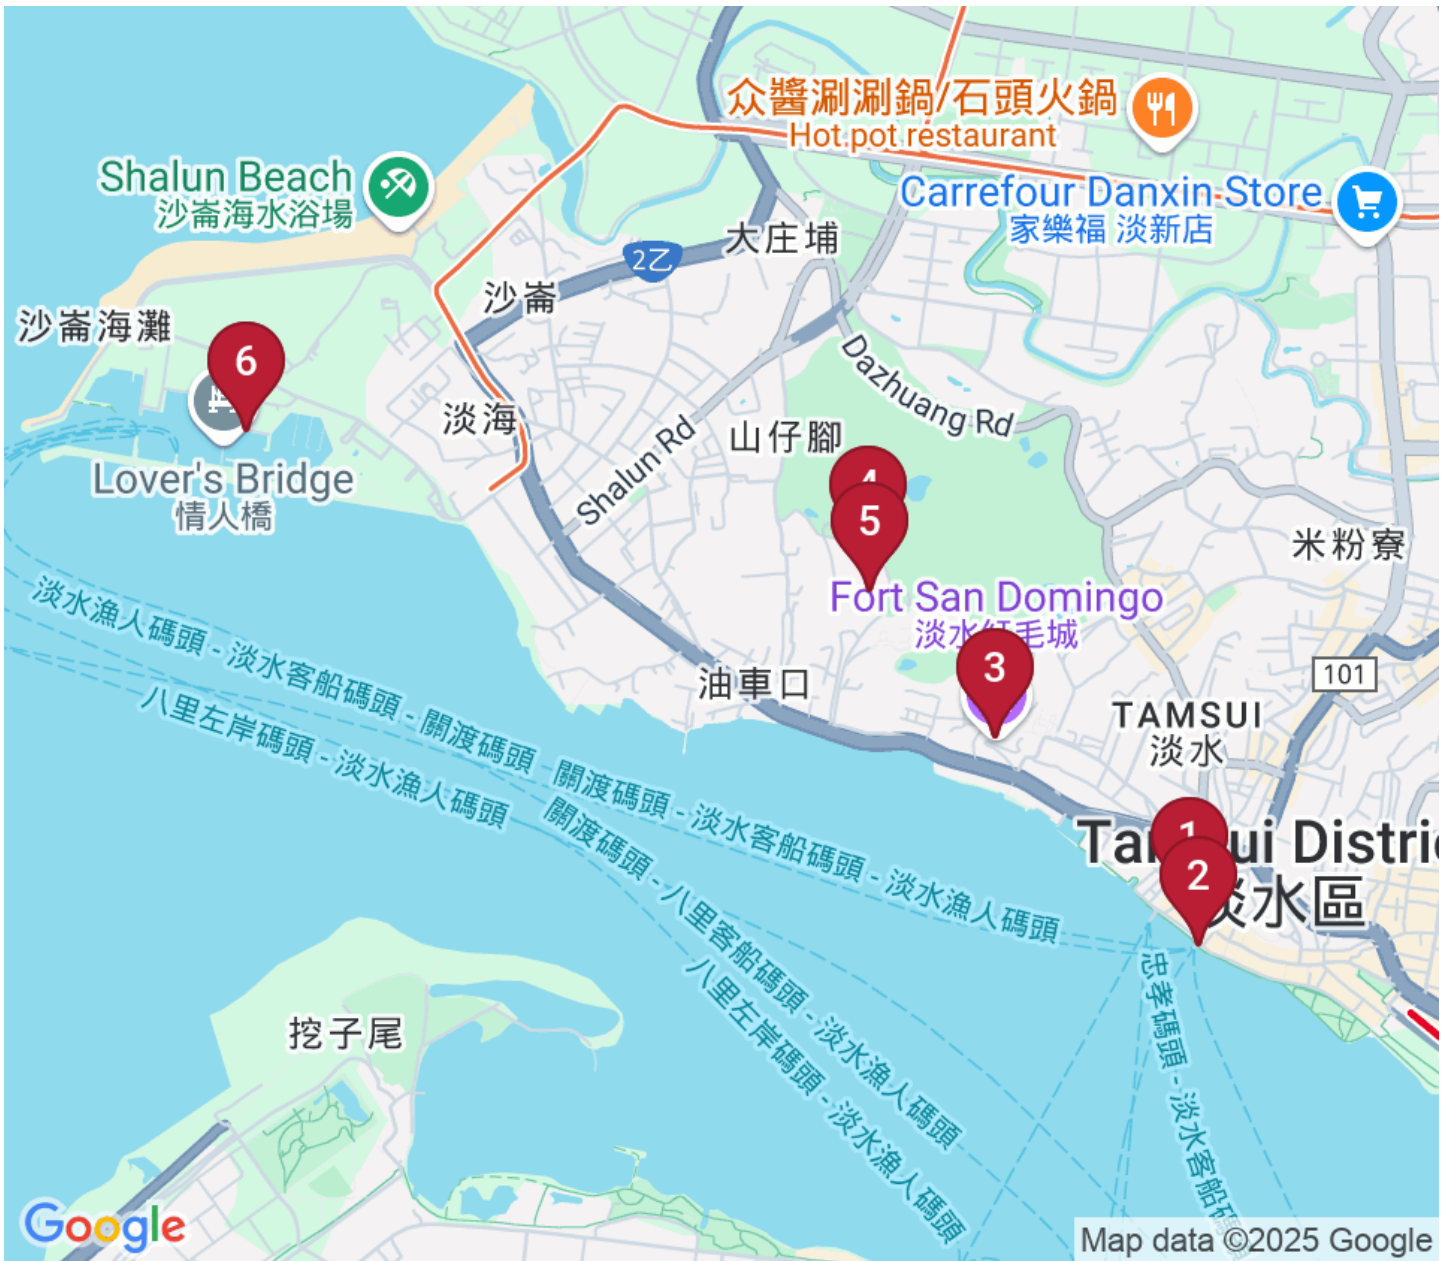 众醬涮涮鍋/石頭火鍋
Hot pot restaurant
Shalun Beach
沙崙海水浴場
Carrefour Danxin Store
家樂福 淡新店
大庄埔
2乙
沙崙
沙崙海灘
6
Dazhuang Rd
淡海
山仔腳
Shalun Rd
Lover's Bridge
情人橋
4
5
米粉寮
Fort San Domingo
淡水紅毛城
3
101
油車口
TAMSUI
淡水
淡水漁人碼頭 - 淡水客船碼頭 - 關渡碼頭
八里左岸碼頭 - 淡水漁人碼頭
關渡碼頭 - 淡水客船碼頭 - 淡水漁人碼頭
關渡碼頭 - 八里客船碼頭 - 淡水漁人碼頭
八里左岸碼頭 - 淡水漁人碼頭
1
2
淡水區
忠孝碼頭 - 淡水客船碼
挖子尾
Google
Map data ©2025 Google